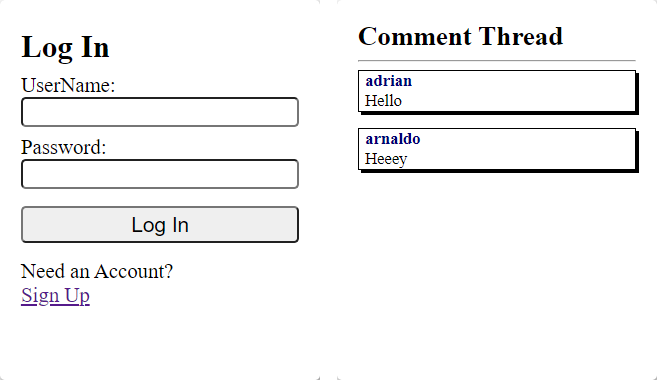 Log In
UserName:
Password:
Log In
Need an Account?
Sign Up
Comment Thread
adrian
Hello
arnaldo
Heeey